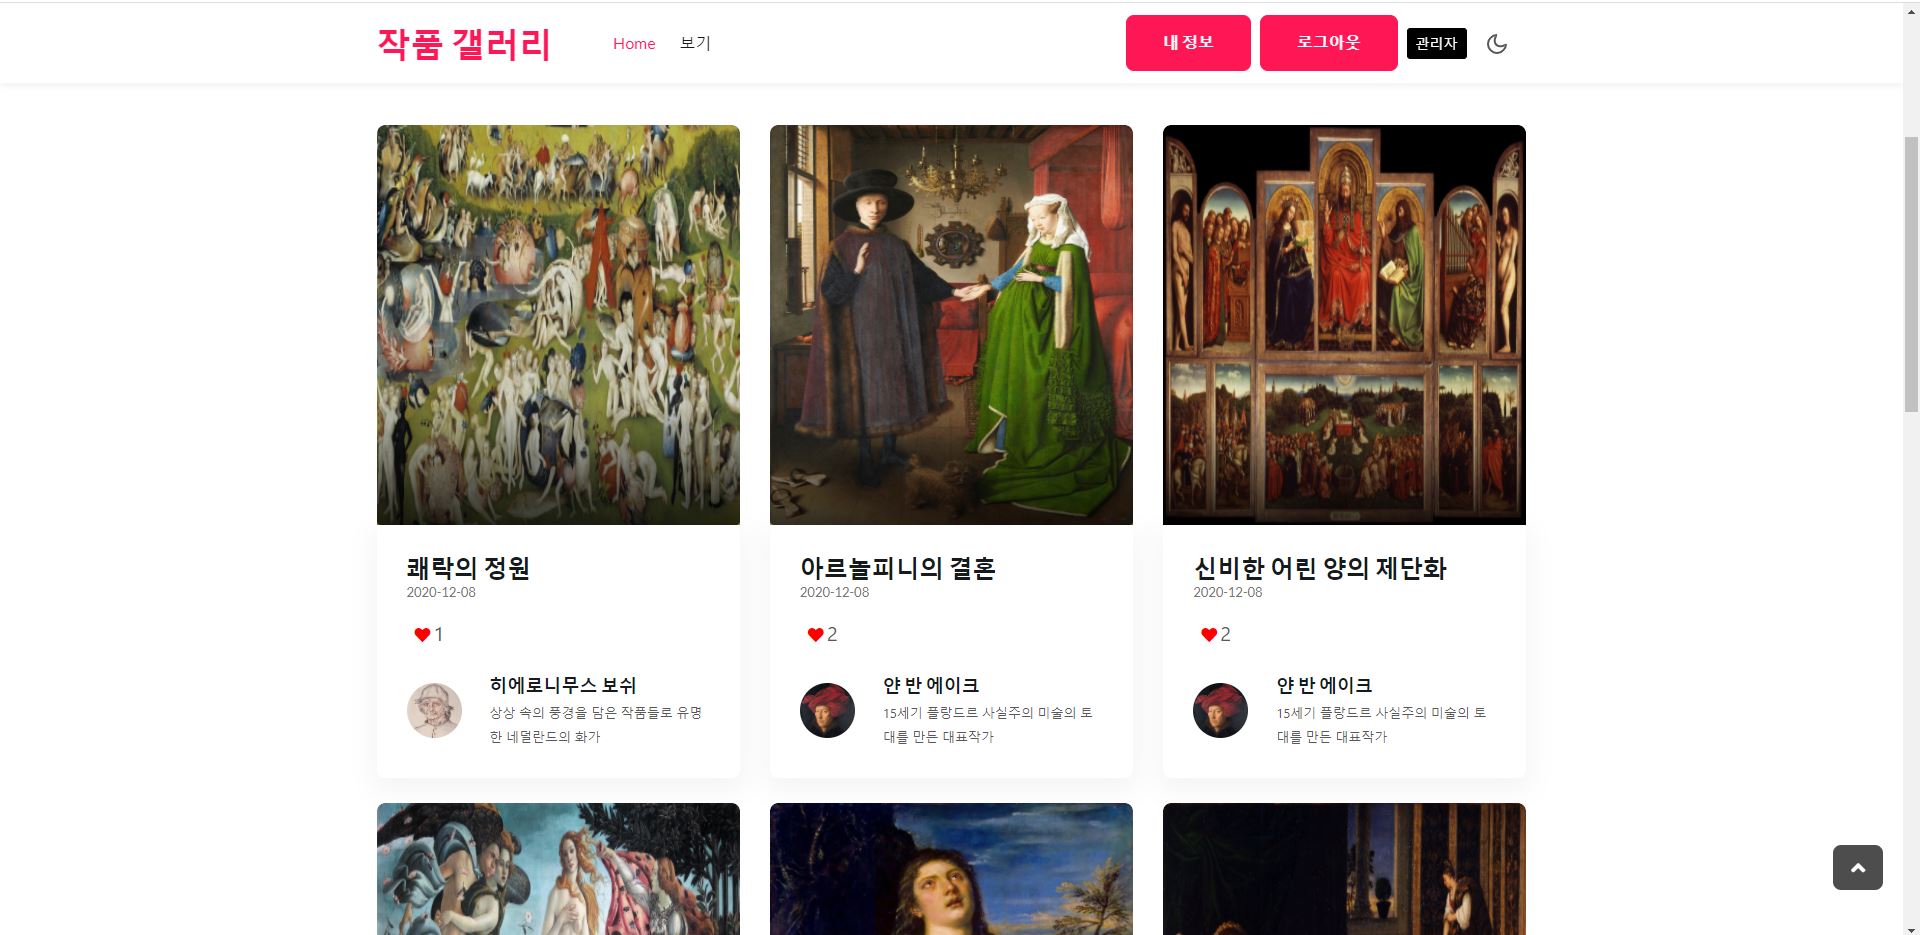 작품 갤러리
Home
보기
내 정보
로그아웃
관리자
쾌락의 정원
2020-12-08
1
히에로니무스 보쉬
상상 속의 풍경을 담은 작품들로 유명
한 네덜란드의 화가
아르놀피니의 결혼
2020-12-08
2
얀 반 에이크
15세기 플랑드르 사실주의 미술의 토
대를 만든 대표작가
신비한 어린 양의 제단화
2020-12-08
2
얀 반 에이크
15세기 플랑드르 사실주의 미술의 토
대를 만든 대표작가